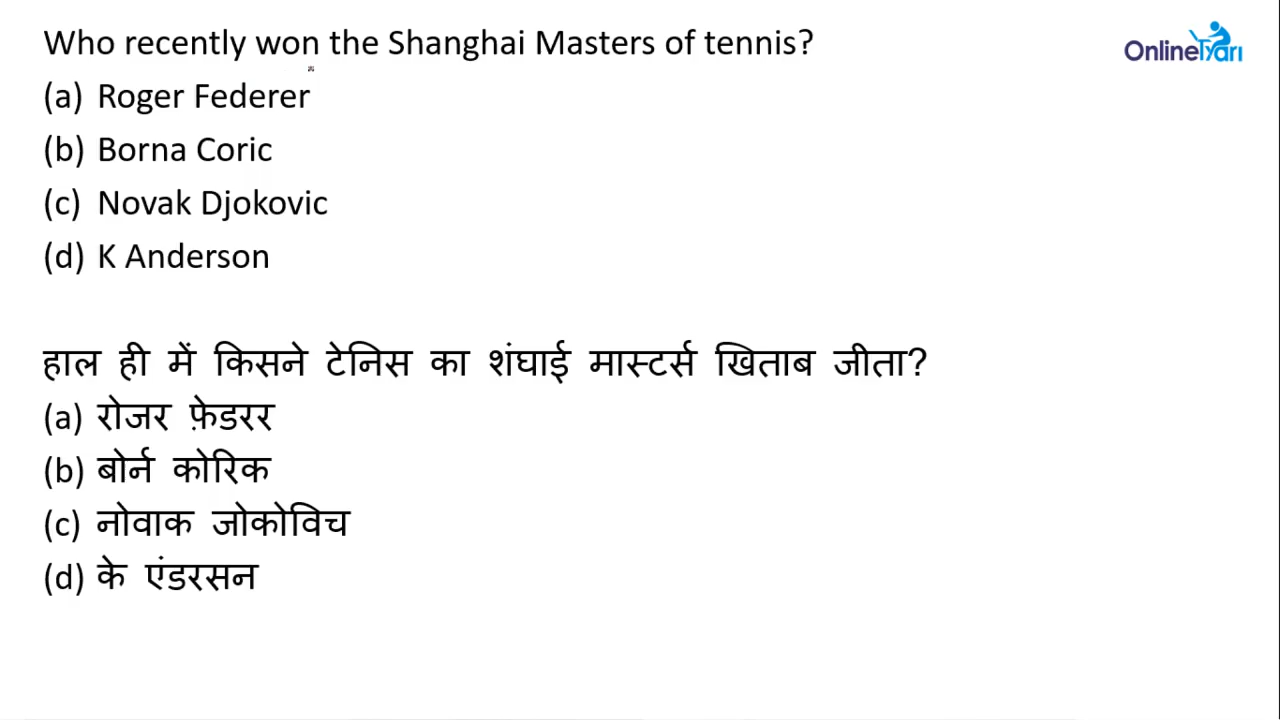 Who recently won the Shanghai Masters of tennis?
OnlineTyari
(a) Roger Federer
(b) Borna Coric
(c) Novak Djokovic
(d) K Anderson
हाल ही में किसने टेनिस का शंघाई मास्टर्स खिताब जीता?
(a) रोजर फ़ेडरर
(b) बोर्न कोरिक
(c) नोवाक जोकोविच
(d) के एंडरसन